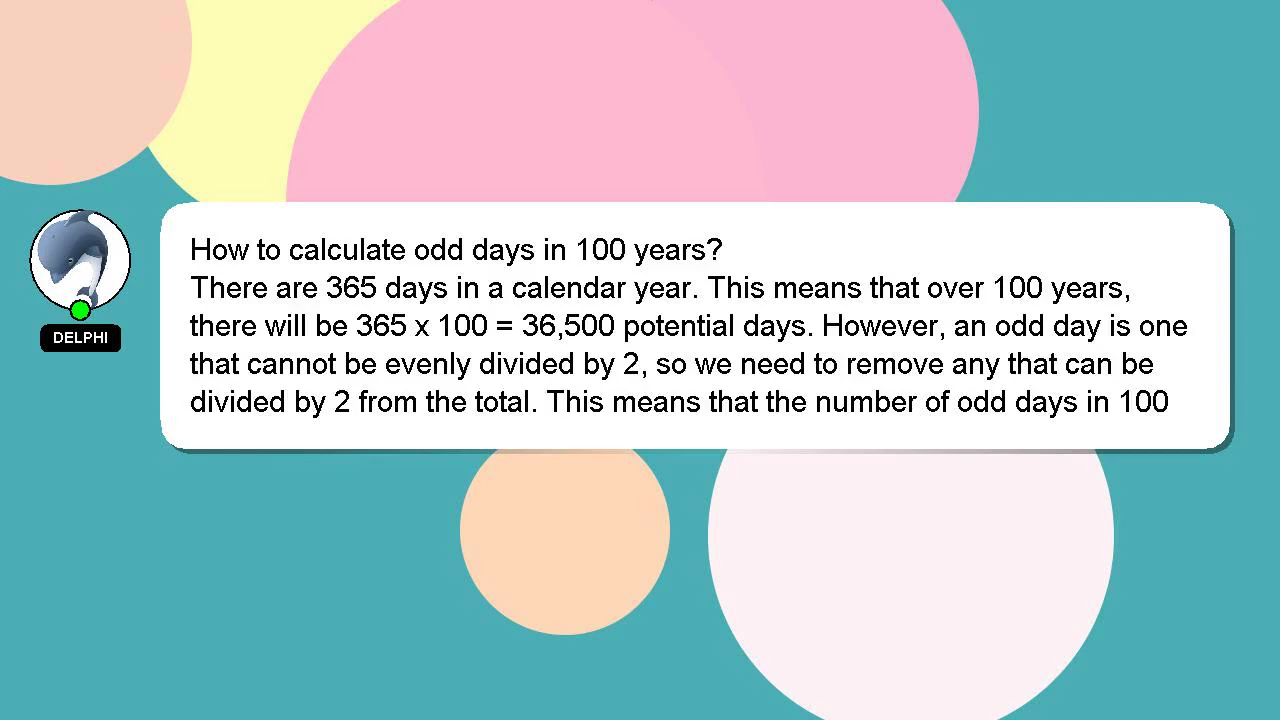 How to calculate odd days in 100 years?
There are 365 days in a calendar year. This means that over 100 years,
there will be 365 x 100 = 36,500 potential days. However, an odd day is one
that cannot be evenly divided by 2, so we need to remove any that can be
divided by 2 from the total. This means that the number of odd days in 100
DELPHI